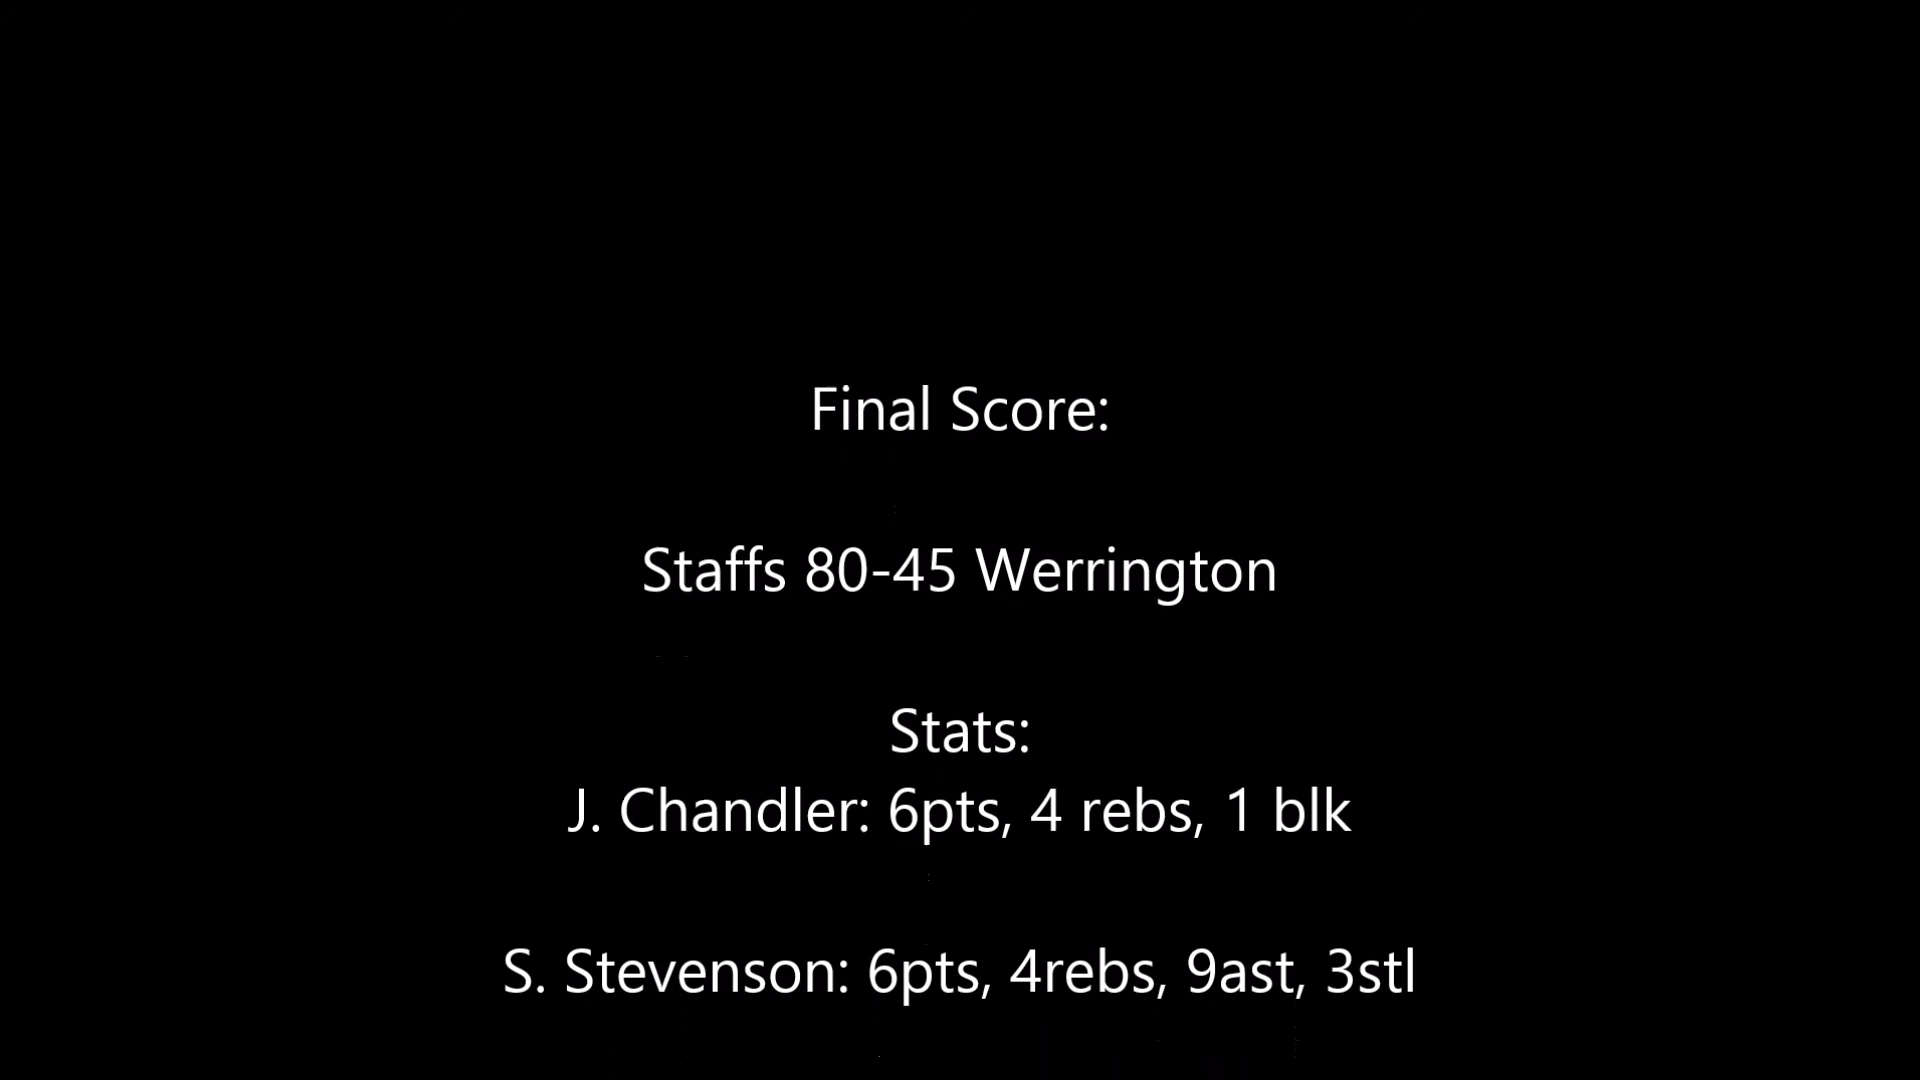 Final Score:
Staffs 80-45 Werrington
Stats:
J. Chandler: 6pts, 4 rebs, 1 blk
S. Stevenson: 6pts, 4rebs, 9ast, 3stl